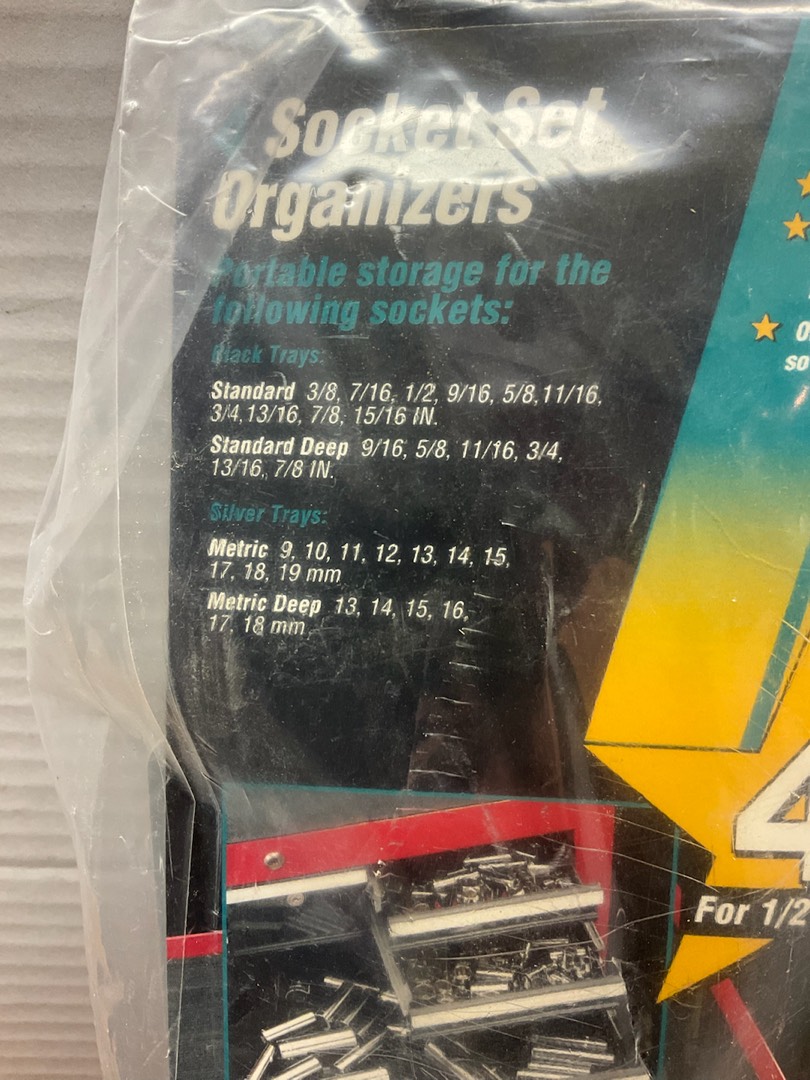 Socket Set
Organizers
Portable storage for the
following sockets:
Black Trays:
Standard 3/8, 7/16, 1/2, 9/16, 5/8, 11/16,
3/4, 13/16, 7/8, 15/16 IN.
Standard Deep 9/16, 5/8, 11/16, 3/4,
13/16, 7/8 IN.
Silver Trays:
Metric 9, 10, 11, 12, 13, 14, 15,
17, 18, 19 mm
Metric Deep 13, 14, 15, 16,
17, 18 mm
so
4
For 1/2